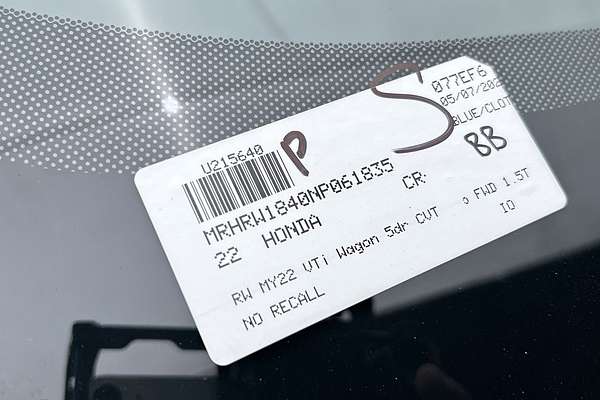 U215640 P S 077EF6
05/07/202
BLUE/CLOT
BB
MRHRW1840NP061835
22 HONDA CR-
RW MY22 VTi Wagon 5dr CVT FWD 1.5T
NO RECALL IO